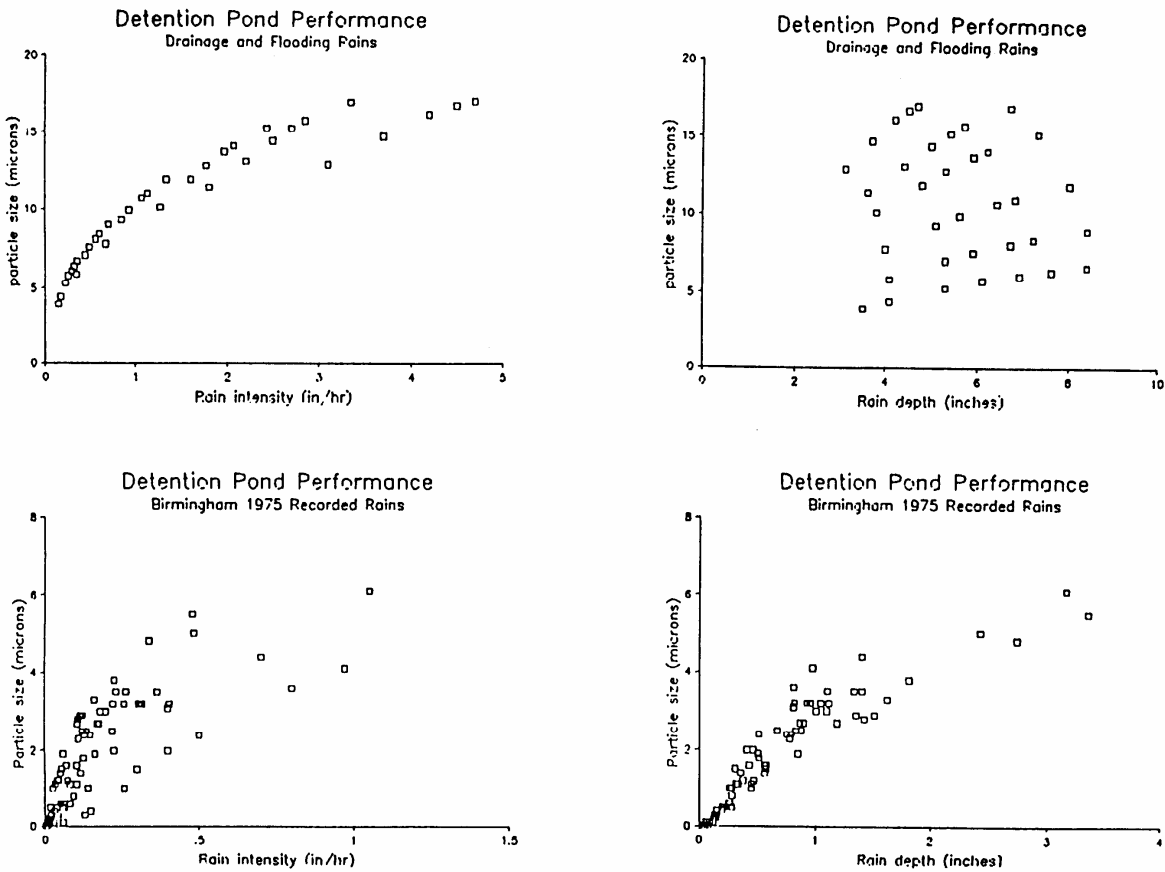 Detention Pond Performance
Drainage and Flooding Rains
20
15
10
5
0
particle size (microns)
0 1 2 3 4 5
Rain intensity (in/hr)
Detention Pond Performance
Drainage and Flooding Rains
20
15
10
5
0
particle size (microns)
0 2 4 6 8 10
Rain depth (inches)
Detention Pond Performance
Birmingham 1975 Recorded Rains
8
6
4
2
0
Particle size (microns)
0 .5 1 1.5
Rain intensity (in/hr)
Detention Pond Performance
Birmingham 1975 Recorded Rains
8
6
4
2
0
Particle size (microns)
0 1 2 3 4
Rain depth (inches)